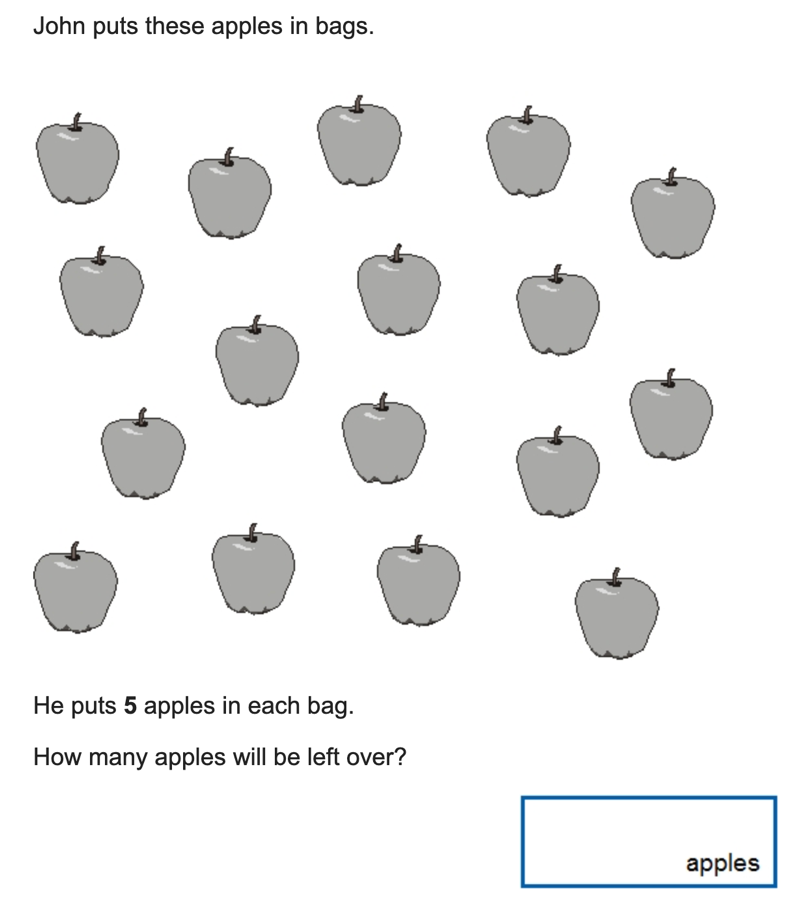 John puts these apples in bags.
He puts 5 apples in each bag.
How many apples will be left over?
apples